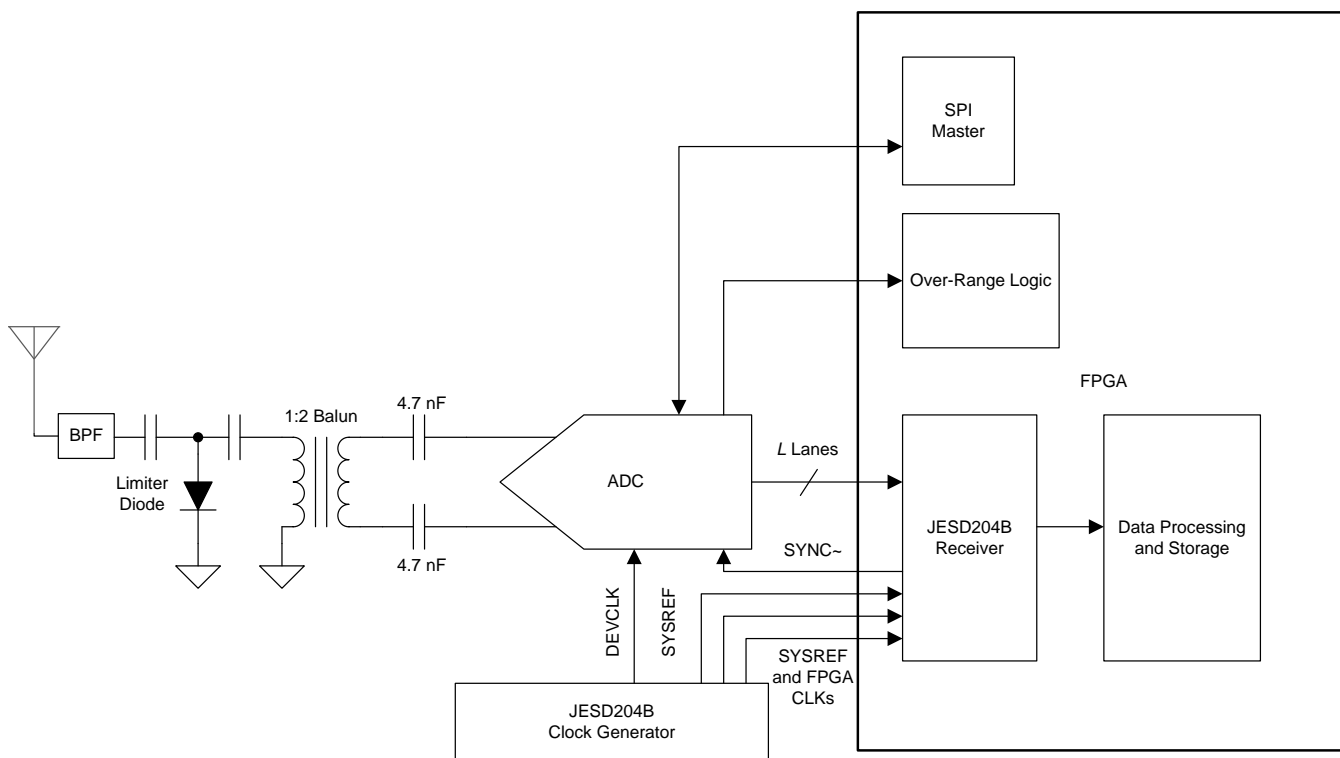 SPI
Master
Over-Range Logic
FPGA
1:2 Balun
4.7 nF
BPF
Limiter
Diode
4.7 nF
ADC
L Lanes
SYNC~
JESD204B
Receiver
Data Processing
and Storage
DEVCLK
SYSREF
SYSREF
and FPGA
CLKs
JESD204B
Clock Generator